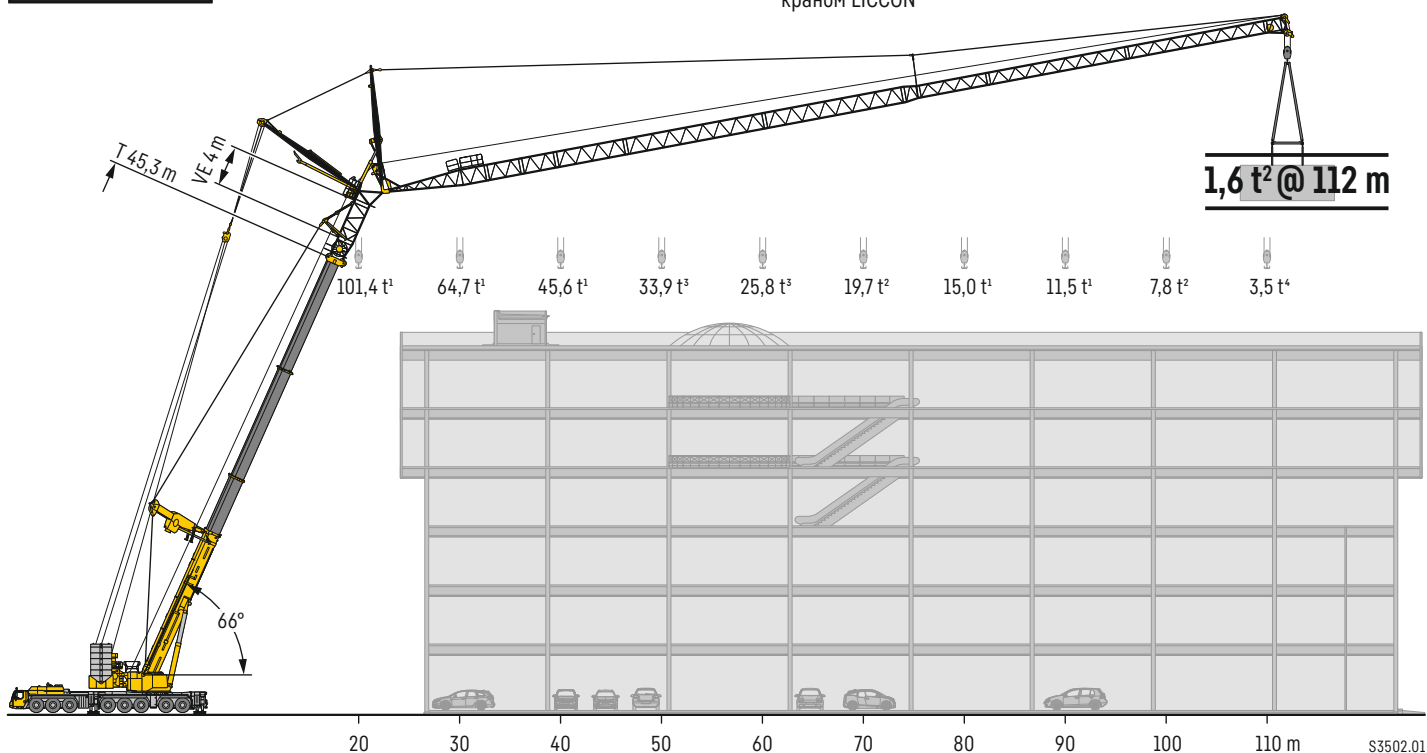 краном LICCON
T 45,3 m
VE 4 m
1,6 t² @ 112 m
101,4 t¹ 64,7 t¹ 45,6 t¹ 33,9 t³ 25,8 t³ 19,7 t² 15,0 t¹ 11,5 t¹ 7,8 t² 3,5 t⁴
66°
20 30 40 50 60 70 80 90 100 110 m
S3502.01